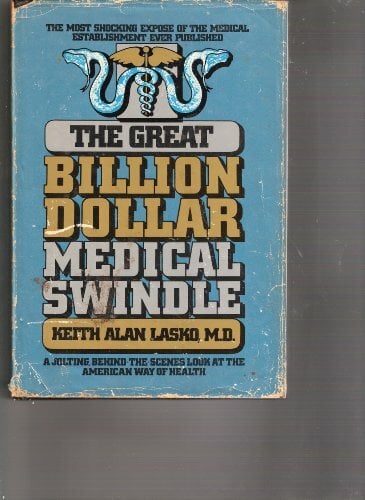 THE MOST SHOCKING EXPOSE OF THE MEDICAL
ESTABLISHMENT EVER PUBLISHED
THE GREAT
BILLION
DOLLAR
MEDICAL
SWINDLE
KEITH ALAN LASKO, M.D.
A JOLTING, BEHIND-THE-SCENES LOOK AT THE
AMERICAN WAY OF HEALTH